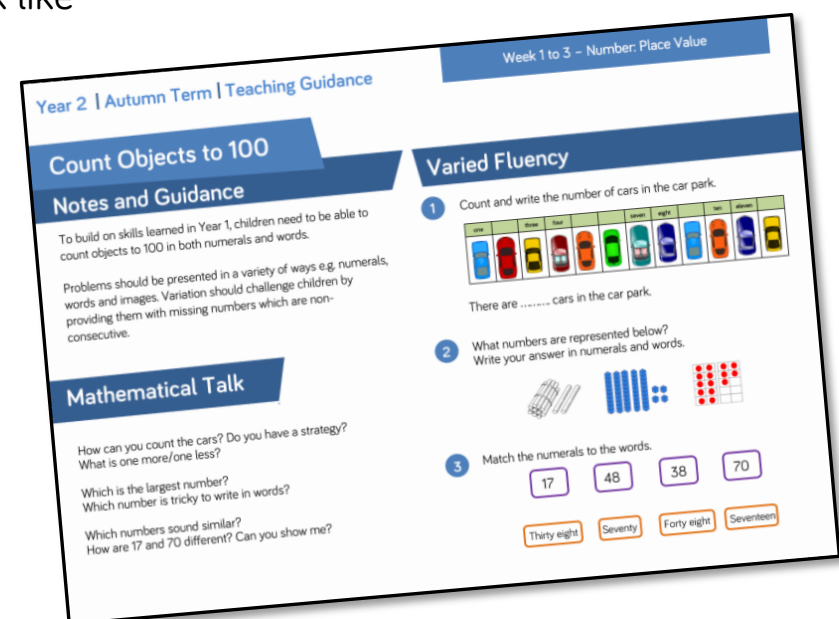 k like
Year 2 | Autumn Term | Teaching Guidance
Week 1 to 3 – Number: Place Value
Count Objects to 100
Notes and Guidance
To build on skills learned in Year 1, children need to be able to
count objects to 100 in both numerals and words.
Problems should be presented in a variety of ways e.g. numerals,
words and images. Variation should challenge children by
providing them with missing numbers which are non-
consecutive.
Mathematical Talk
How can you count the cars? Do you have a strategy?
What is one more/one less?
Which is the largest number?
Which number is tricky to write in words?
Which numbers sound similar?
How are 17 and 70 different? Can you show me?
Varied Fluency
1 Count and write the number of cars in the car park.
one three four seven eight ten eleven
There are ........ cars in the car park.
2 What numbers are represented below?
Write your answer in numerals and words.
3 Match the numerals to the words.
17 48 38 70
Thirty eight Seventy Forty eight Seventeen